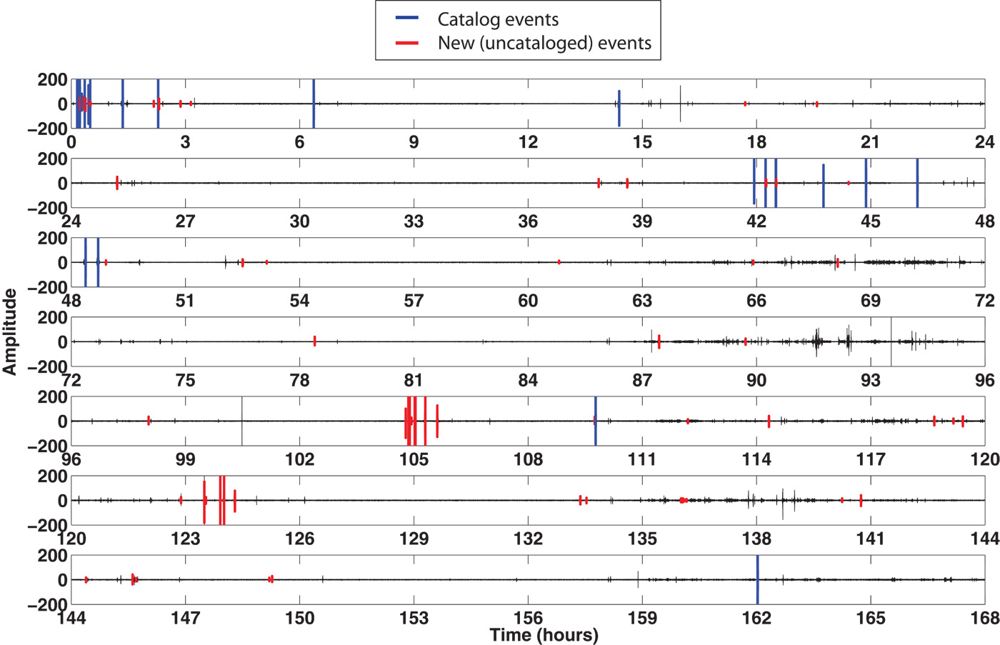 Catalog events
New (uncataloged) events
200
0
−200
0 3 6 9 12 15 18 21 24
200
0
−200
24 27 30 33 36 39 42 45 48
200
0
−200
48 51 54 57 60 63 66 69 72
Amplitude
200
0
−200
72 75 78 81 84 87 90 93 96
200
0
−200
96 99 102 105 108 111 114 117 120
200
0
−200
120 123 126 129 132 135 138 141 144
200
0
−200
144 147 150 153 156 159 162 165 168
Time (hours)